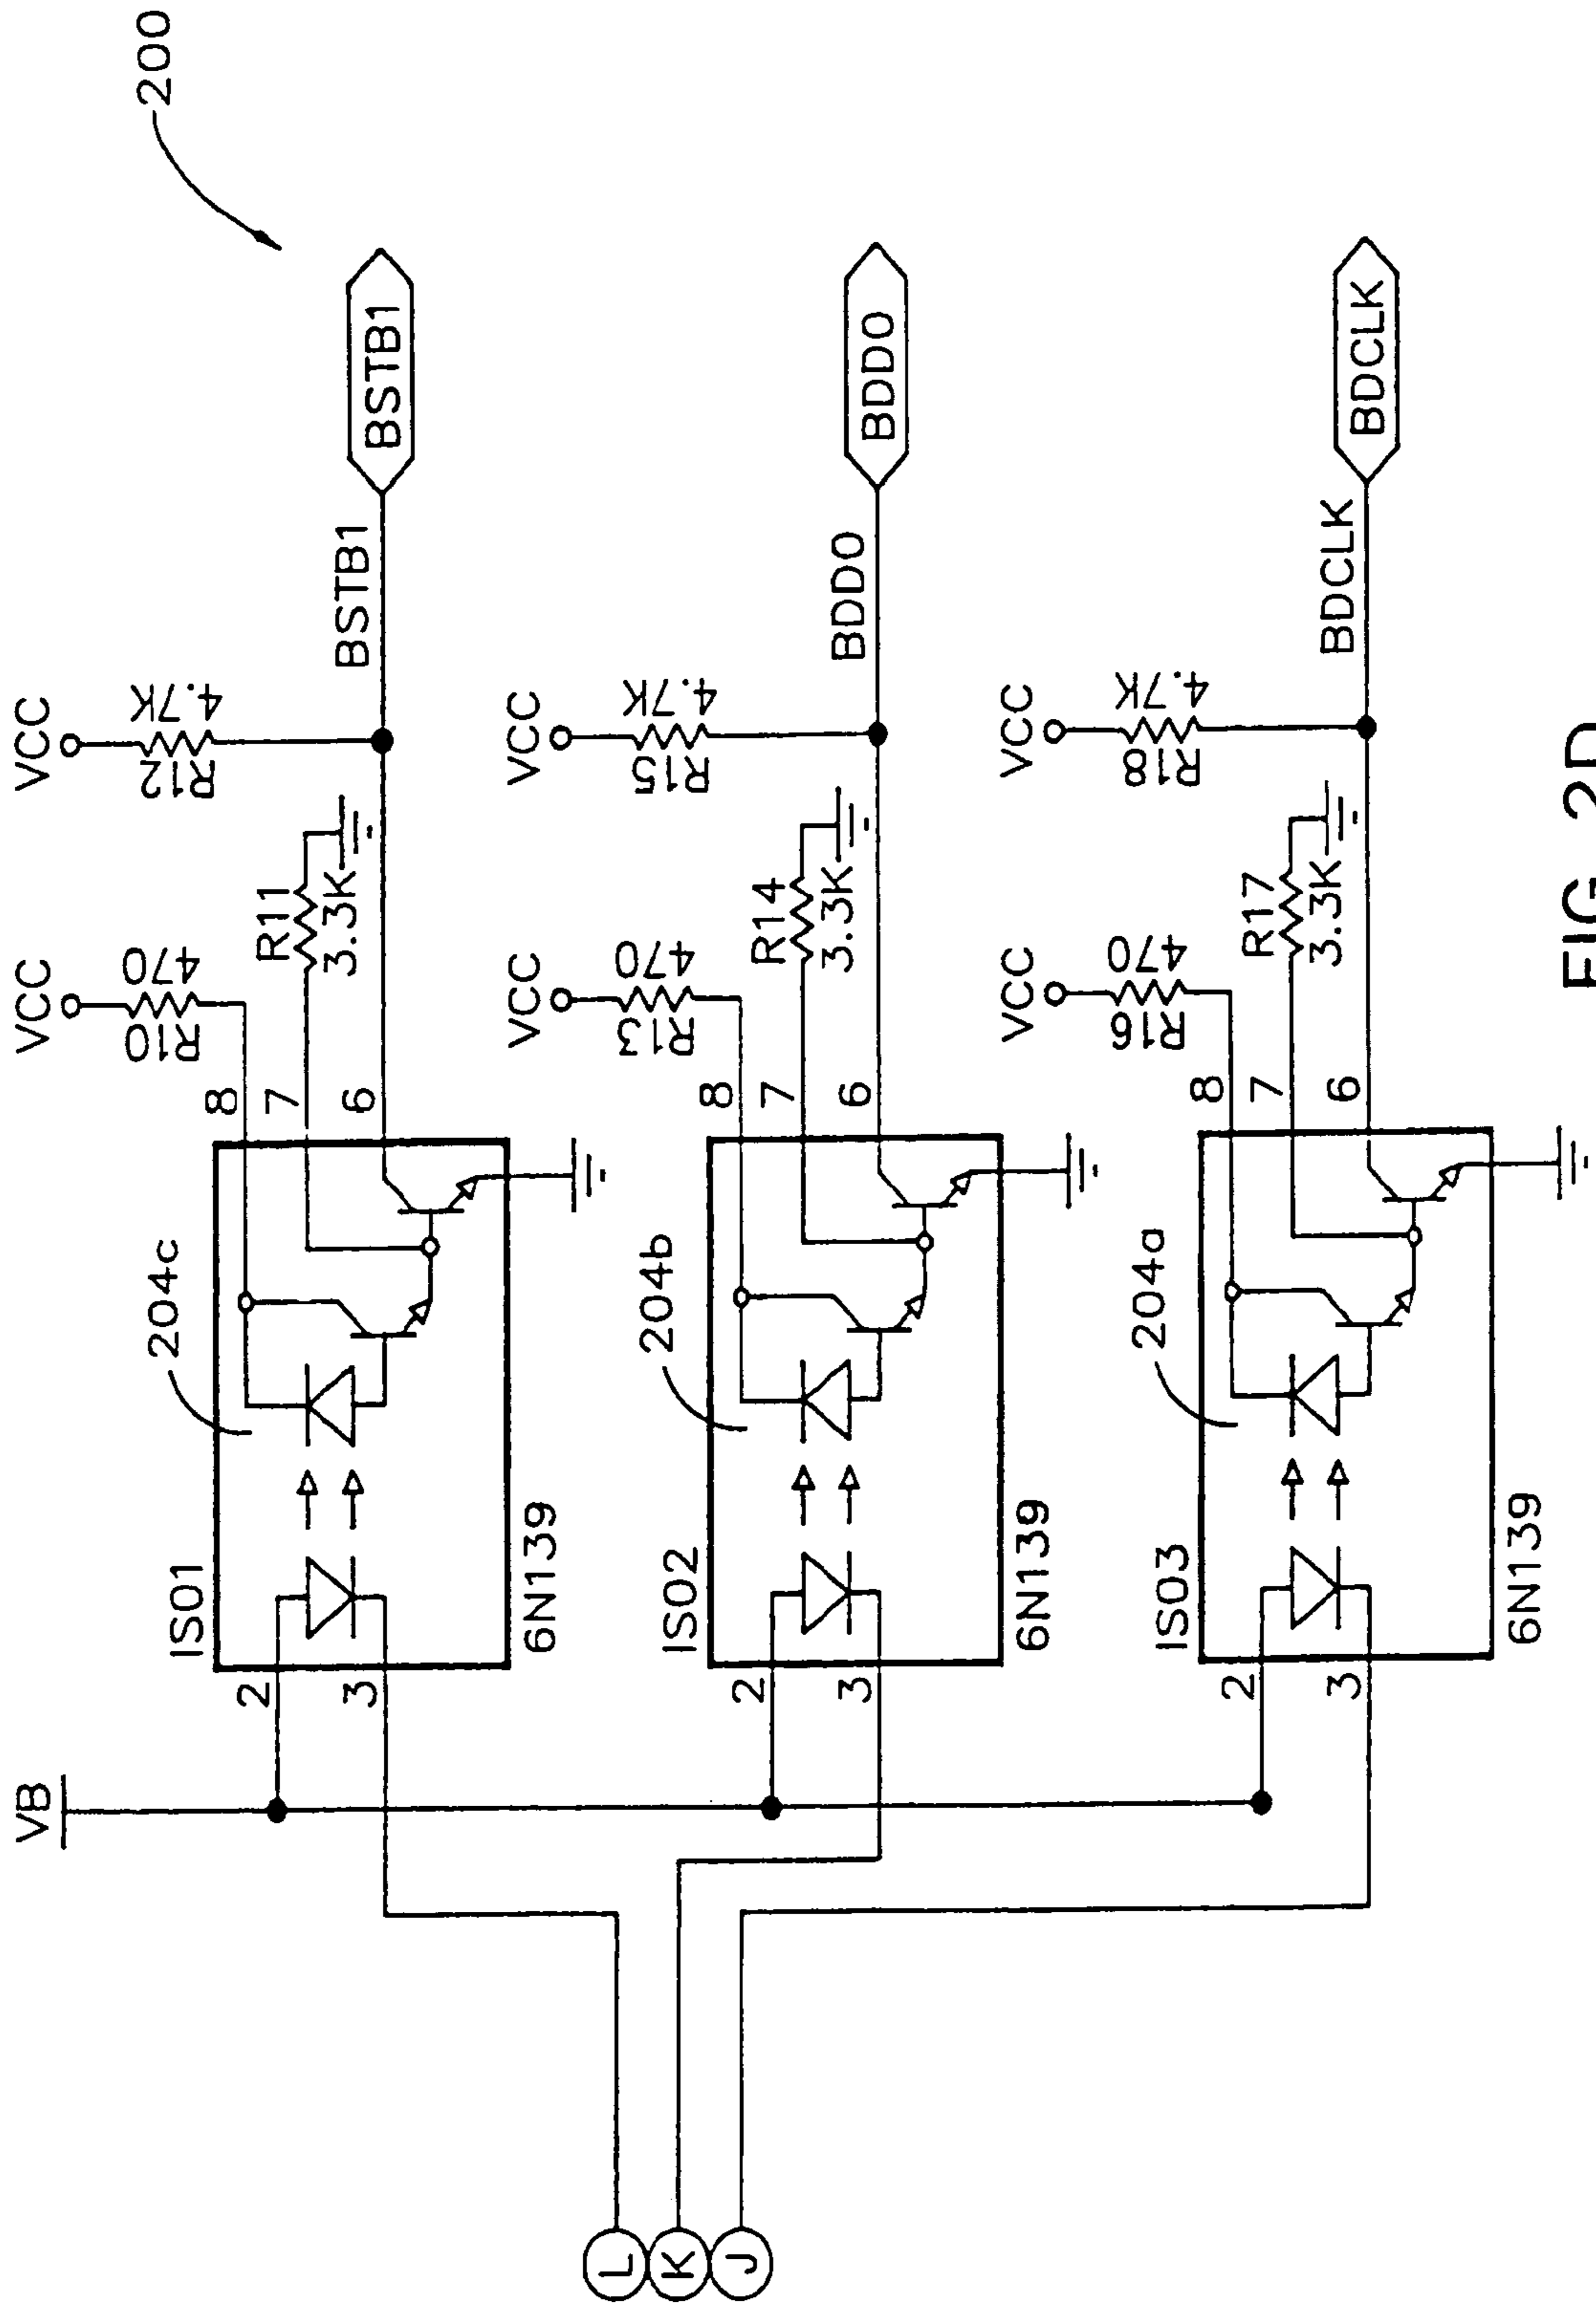 200
VB
VCC
R10
470
VCC
R12
4.7K
ISO1
204c
2
3
8
7
6
R11
3.3K
BSTB1
BSTB1
6N139
VCC
R13
470
VCC
R15
4.7K
ISO2
204b
2
3
8
7
6
R14
3.3K
BDD0
BDD0
6N139
L
K
J
VCC
R16
470
VCC
R18
4.7K
ISO3
204a
2
3
8
7
6
R17
3.3K
BDCLK
BDCLK
6N139
FIG. 2D